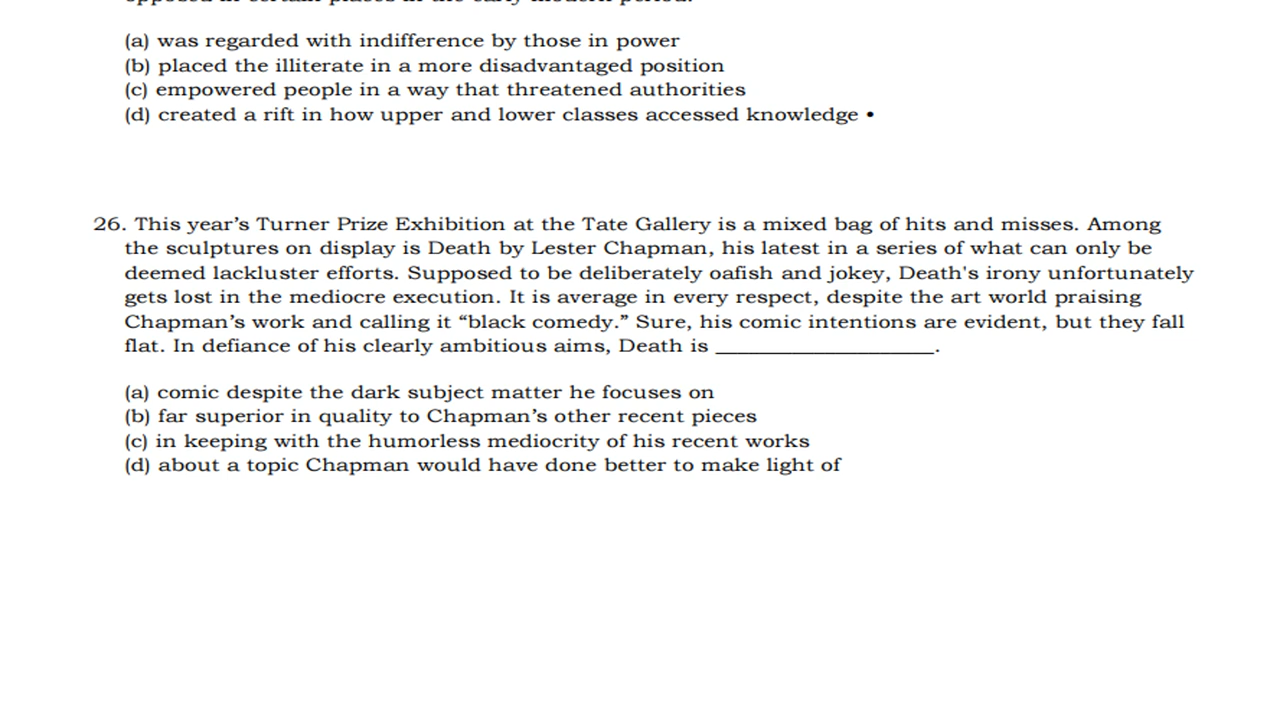 (a) was regarded with indifference by those in power
(b) placed the illiterate in a more disadvantaged position
(c) empowered people in a way that threatened authorities
(d) created a rift in how upper and lower classes accessed knowledge •
26. This year’s Turner Prize Exhibition at the Tate Gallery is a mixed bag of hits and misses. Among
the sculptures on display is Death by Lester Chapman, his latest in a series of what can only be
deemed lackluster efforts. Supposed to be deliberately oafish and jokey, Death's irony unfortunately
gets lost in the mediocre execution. It is average in every respect, despite the art world praising
Chapman’s work and calling it “black comedy.” Sure, his comic intentions are evident, but they fall
flat. In defiance of his clearly ambitious aims, Death is ____________________.
(a) comic despite the dark subject matter he focuses on
(b) far superior in quality to Chapman’s other recent pieces
(c) in keeping with the humorless mediocrity of his recent works
(d) about a topic Chapman would have done better to make light of